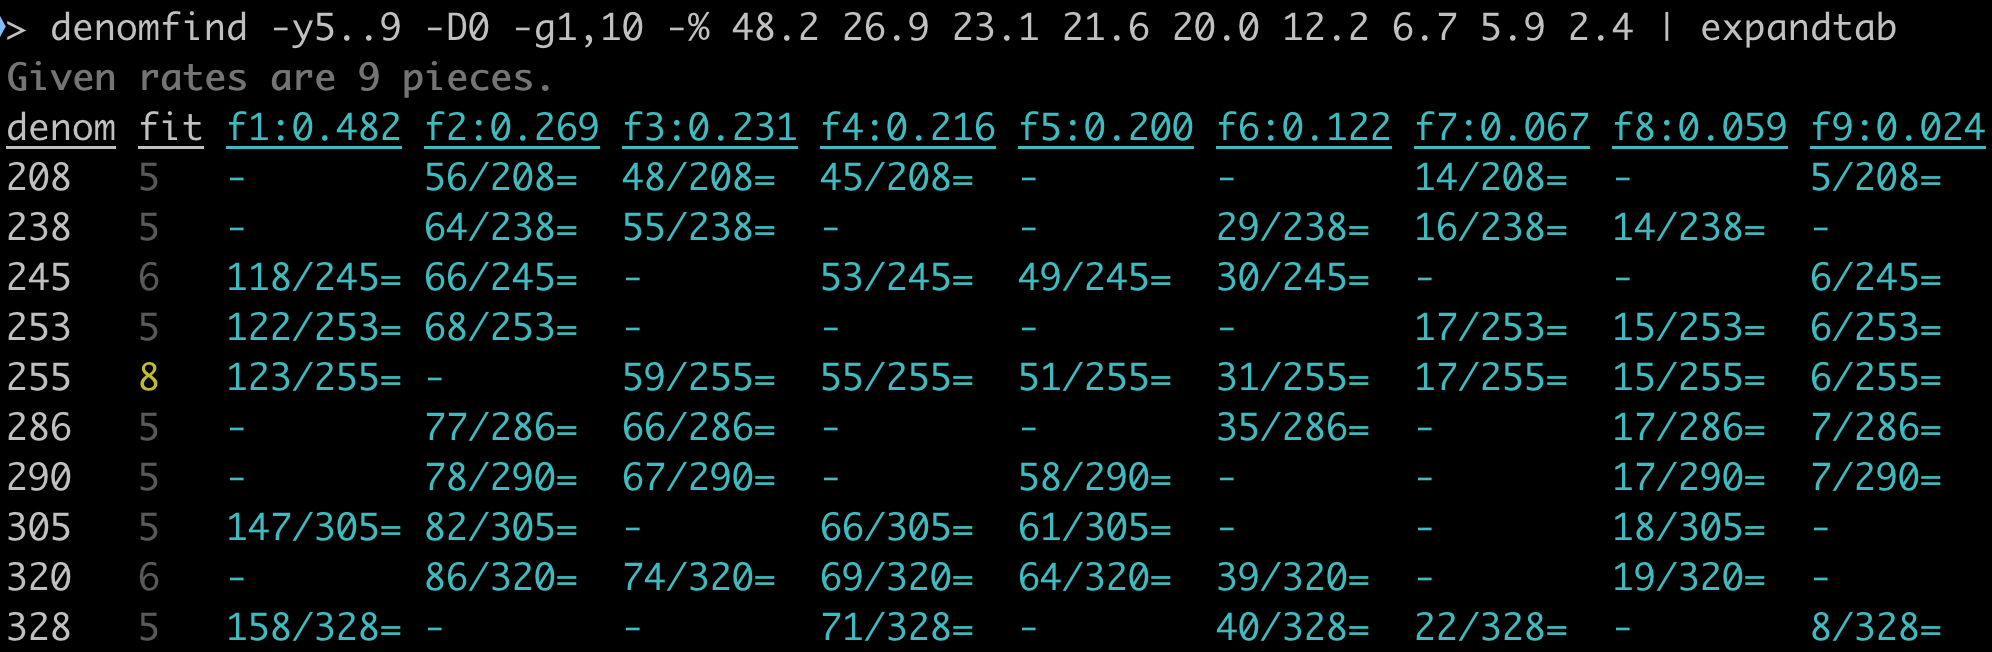 > denomfind -y5..9 -D0 -g1,10 -% 48.2 26.9 23.1 21.6 20.0 12.2 6.7 5.9 2.4 | expandtab
Given rates are 9 pieces.
denom fit f1:0.482 f2:0.269 f3:0.231 f4:0.216 f5:0.200 f6:0.122 f7:0.067 f8:0.059 f9:0.024
208 5 - 56/208= 48/208= 45/208= - - 14/208= - 5/208=
238 5 - 64/238= 55/238= - - 29/238= 16/238= 14/238= -
245 6 118/245= 66/245= - 53/245= 49/245= 30/245= - - 6/245=
253 5 122/253= 68/253= - - - - 17/253= 15/253= 6/253=
255 8 123/255= - 59/255= 55/255= 51/255= 31/255= 17/255= 15/255= 6/255=
286 5 - 77/286= 66/286= - - 35/286= - 17/286= 7/286=
290 5 - 78/290= 67/290= - 58/290= - - 17/290= 7/290=
305 5 147/305= 82/305= - 66/305= 61/305= - - 18/305= -
320 6 - 86/320= 74/320= 69/320= 64/320= 39/320= - 19/320= -
328 5 158/328= - - 71/328= - 40/328= 22/328= - 8/328=